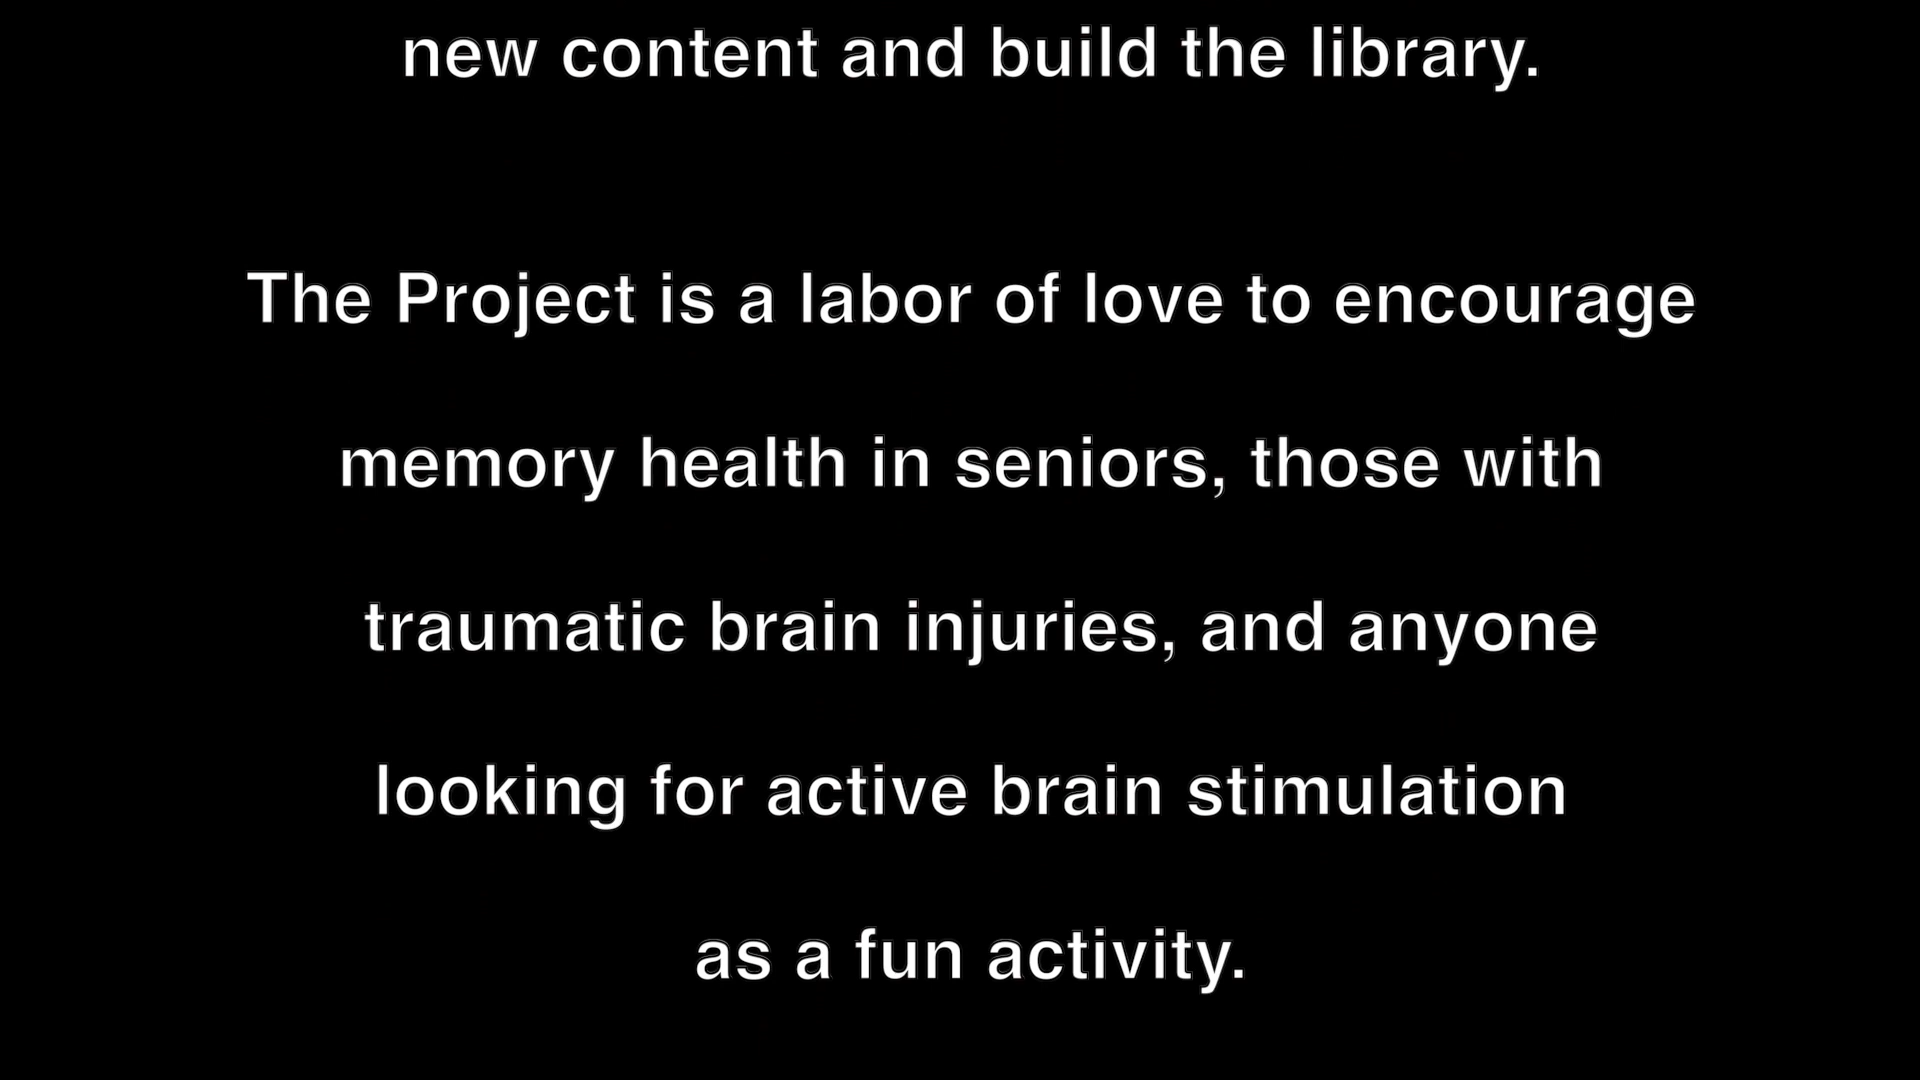 new content and build the library.
The Project is a labor of love to encourage
memory health in seniors, those with
traumatic brain injuries, and anyone
looking for active brain stimulation
as a fun activity.